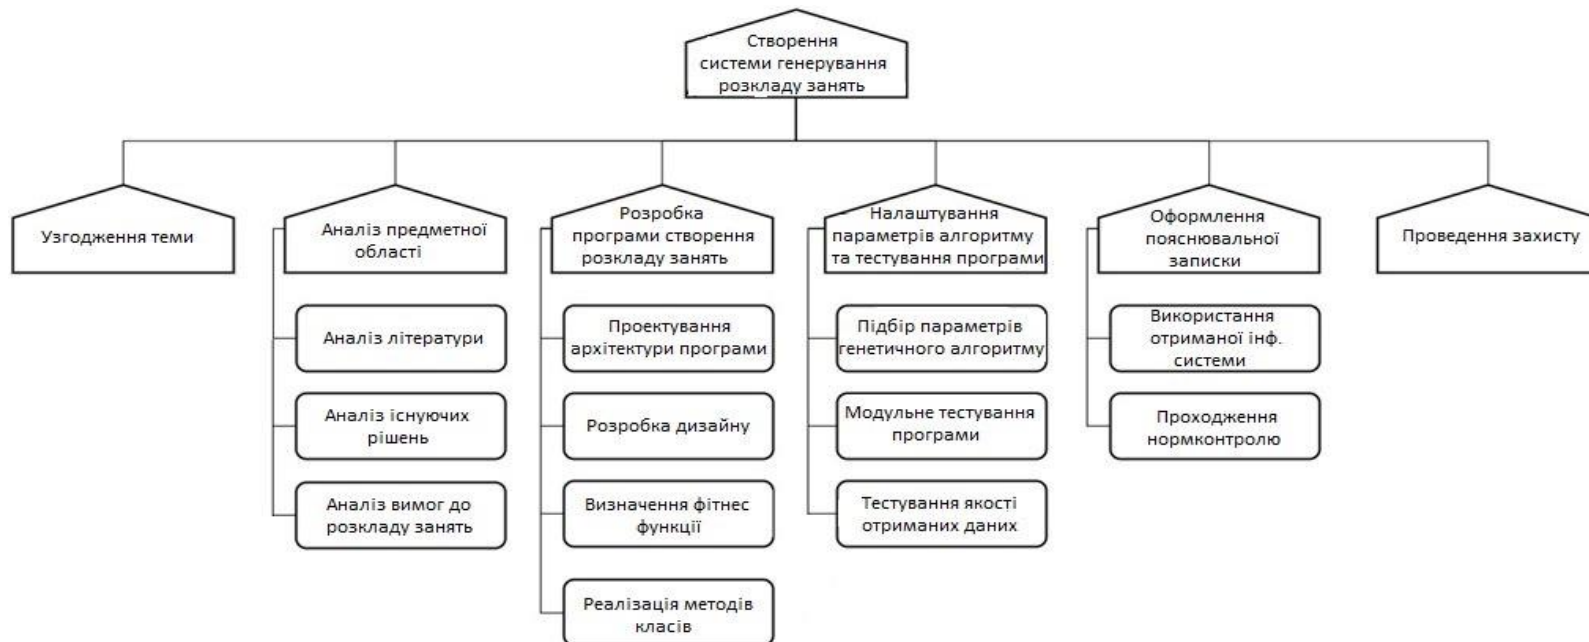 Створення
системи генерування
розкладу занять
Узгодження теми
Аналіз предметної
області
Розробка
програми створення
розкладу занять
Налаштування
параметрів алгоритму
та тестування програми
Оформлення
пояснювальної
записки
Проведення захисту
Аналіз літератури
Аналіз існуючих
рішень
Аналіз вимог до
розкладу занять
Проектування
архітектури програми
Розробка дизайну
Визначення фітнес
функції
Реалізація методів
класів
Підбір параметрів
генетичного алгоритму
Модульне тестування
програми
Тестування якості
отриманих даних
Використання
отриманої інф.
системи
Проходження
нормконтролю